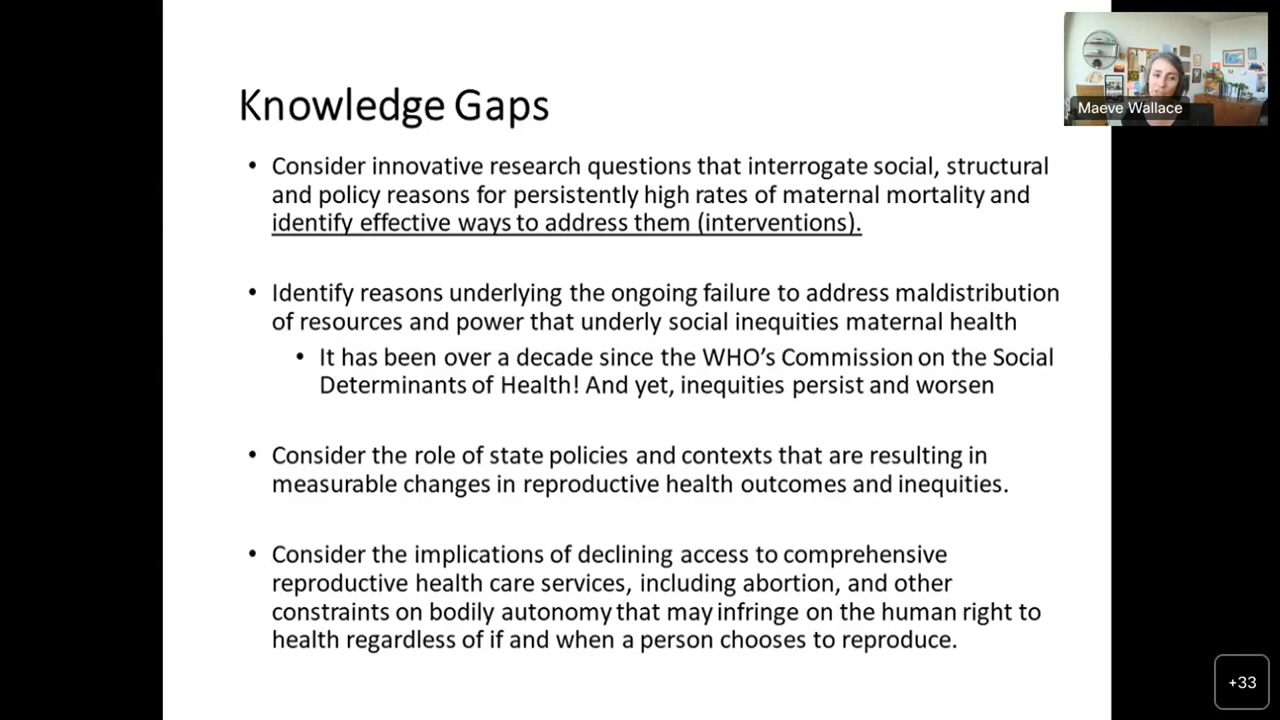 Knowledge Gaps
• Consider innovative research questions that interrogate social, structural
and policy reasons for persistently high rates of maternal mortality and
identify effective ways to address them (interventions).
• Identify reasons underlying the ongoing failure to address maldistribution
of resources and power that underly social inequities maternal health
• It has been over a decade since the WHO's Commission on the Social
Determinants of Health! And yet, inequities persist and worsen
• Consider the role of state policies and contexts that are resulting in
measurable changes in reproductive health outcomes and inequities.
• Consider the implications of declining access to comprehensive
reproductive health care services, including abortion, and other
constraints on bodily autonomy that may infringe on the human right to
health regardless of if and when a person chooses to reproduce.
Maeve Wallace
+33